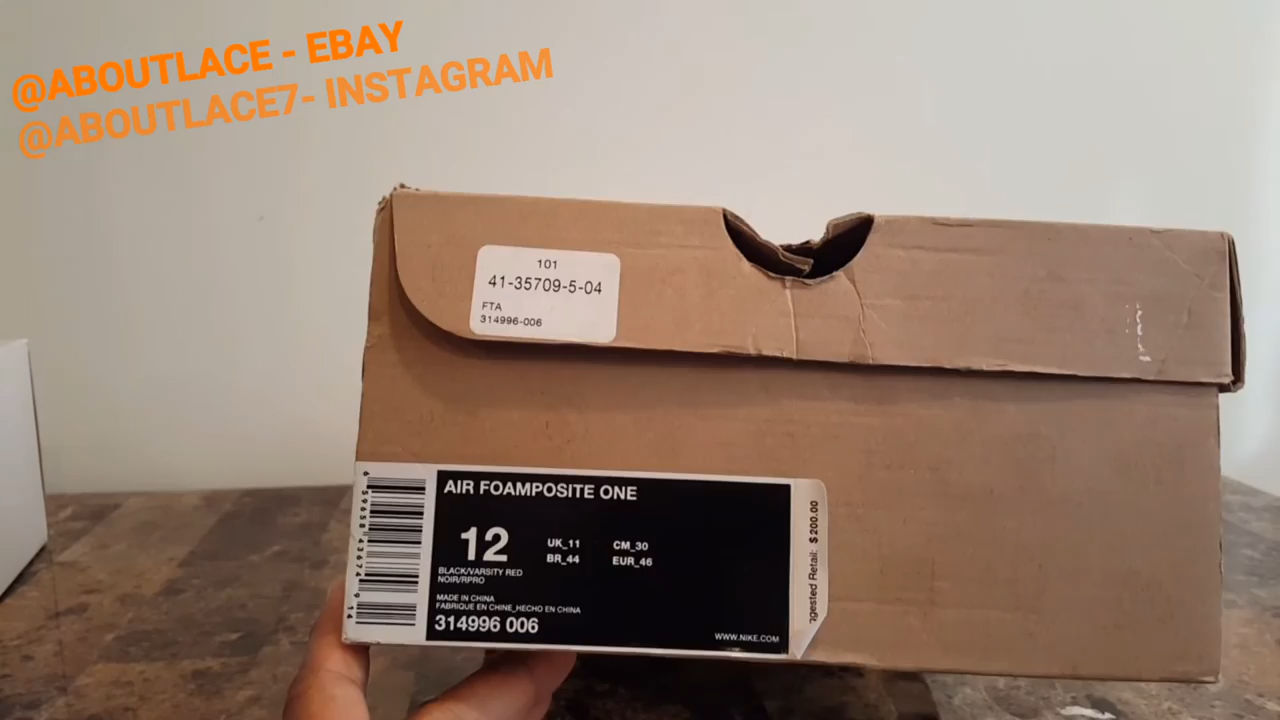 @ABOUTLACE - EBAY
@ABOUTLACE7- INSTAGRAM
101
41-35709-5-04
FTA
314996-006
AIR FOAMPOSITE ONE
12
UK_11 CM_30
BR_44 EUR_46
BLACK/VARSITY RED
NOIR/RPRO
MADE IN CHINA
FABRIQUE EN CHINE_HECHO EN CHINA
314996 006
WWW.NIKE.COM
Retail: $ 200.00